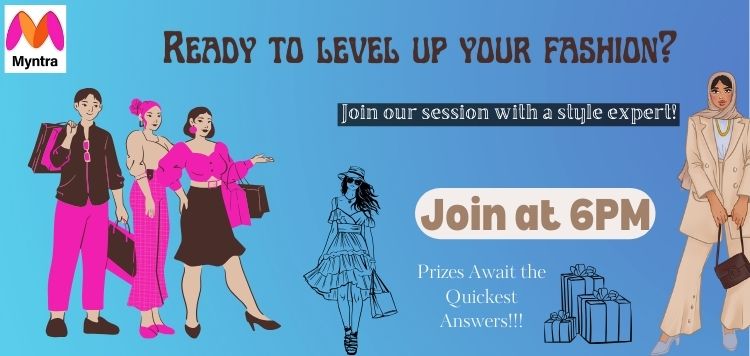 Myntra
READY TO LEVEL UP YOUR FASHION?
Join our session with a style expert!
Join at 6PM
Prizes Await the
Quickest
Answers!!!